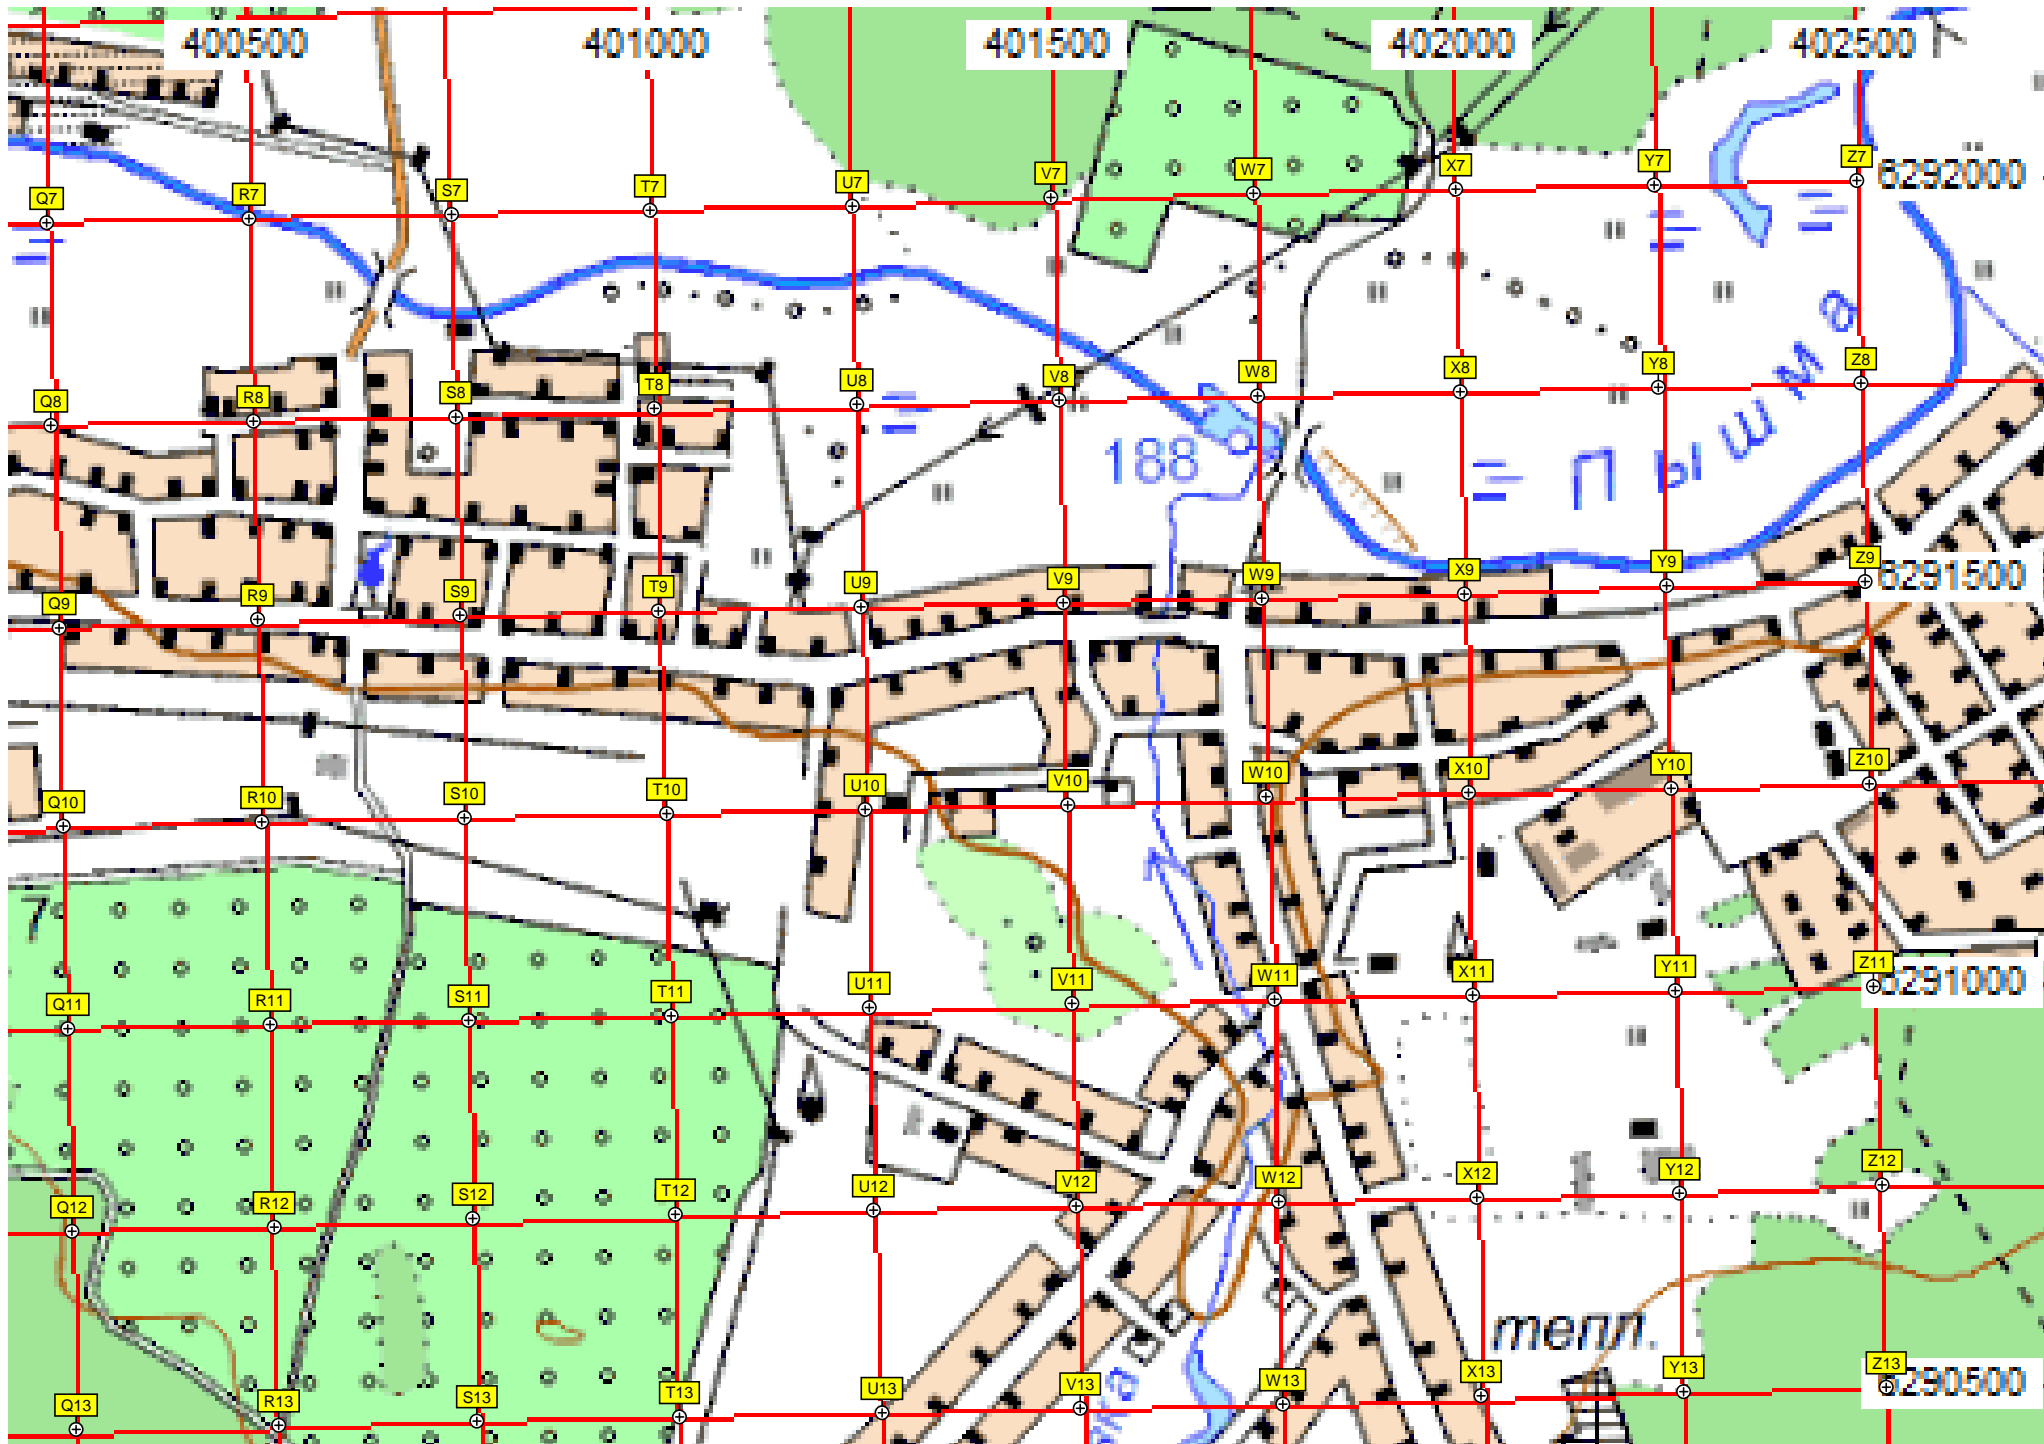 400500 401000 401500 402000 402500
Q7 R7 S7 T7 U7 V7 W7 X7 Y7 Z7
6292000
Q8 R8 S8 T8 U8 V8 W8 X8 Y8 Z8
188
Пышма
Q9 R9 S9 T9 U9 V9 W9 X9 Y9 Z9
6291500
Q10 R10 S10 T10 U10 V10 W10 X10 Y10 Z10
7
Q11 R11 S11 T11 U11 V11 W11 X11 Y11 Z11
6291000
Q12 R12 S12 T12 U12 V12 W12 X12 Y12 Z12
тепл.
Q13 R13 S13 T13 U13 V13 W13 X13 Y13 Z13
6290500